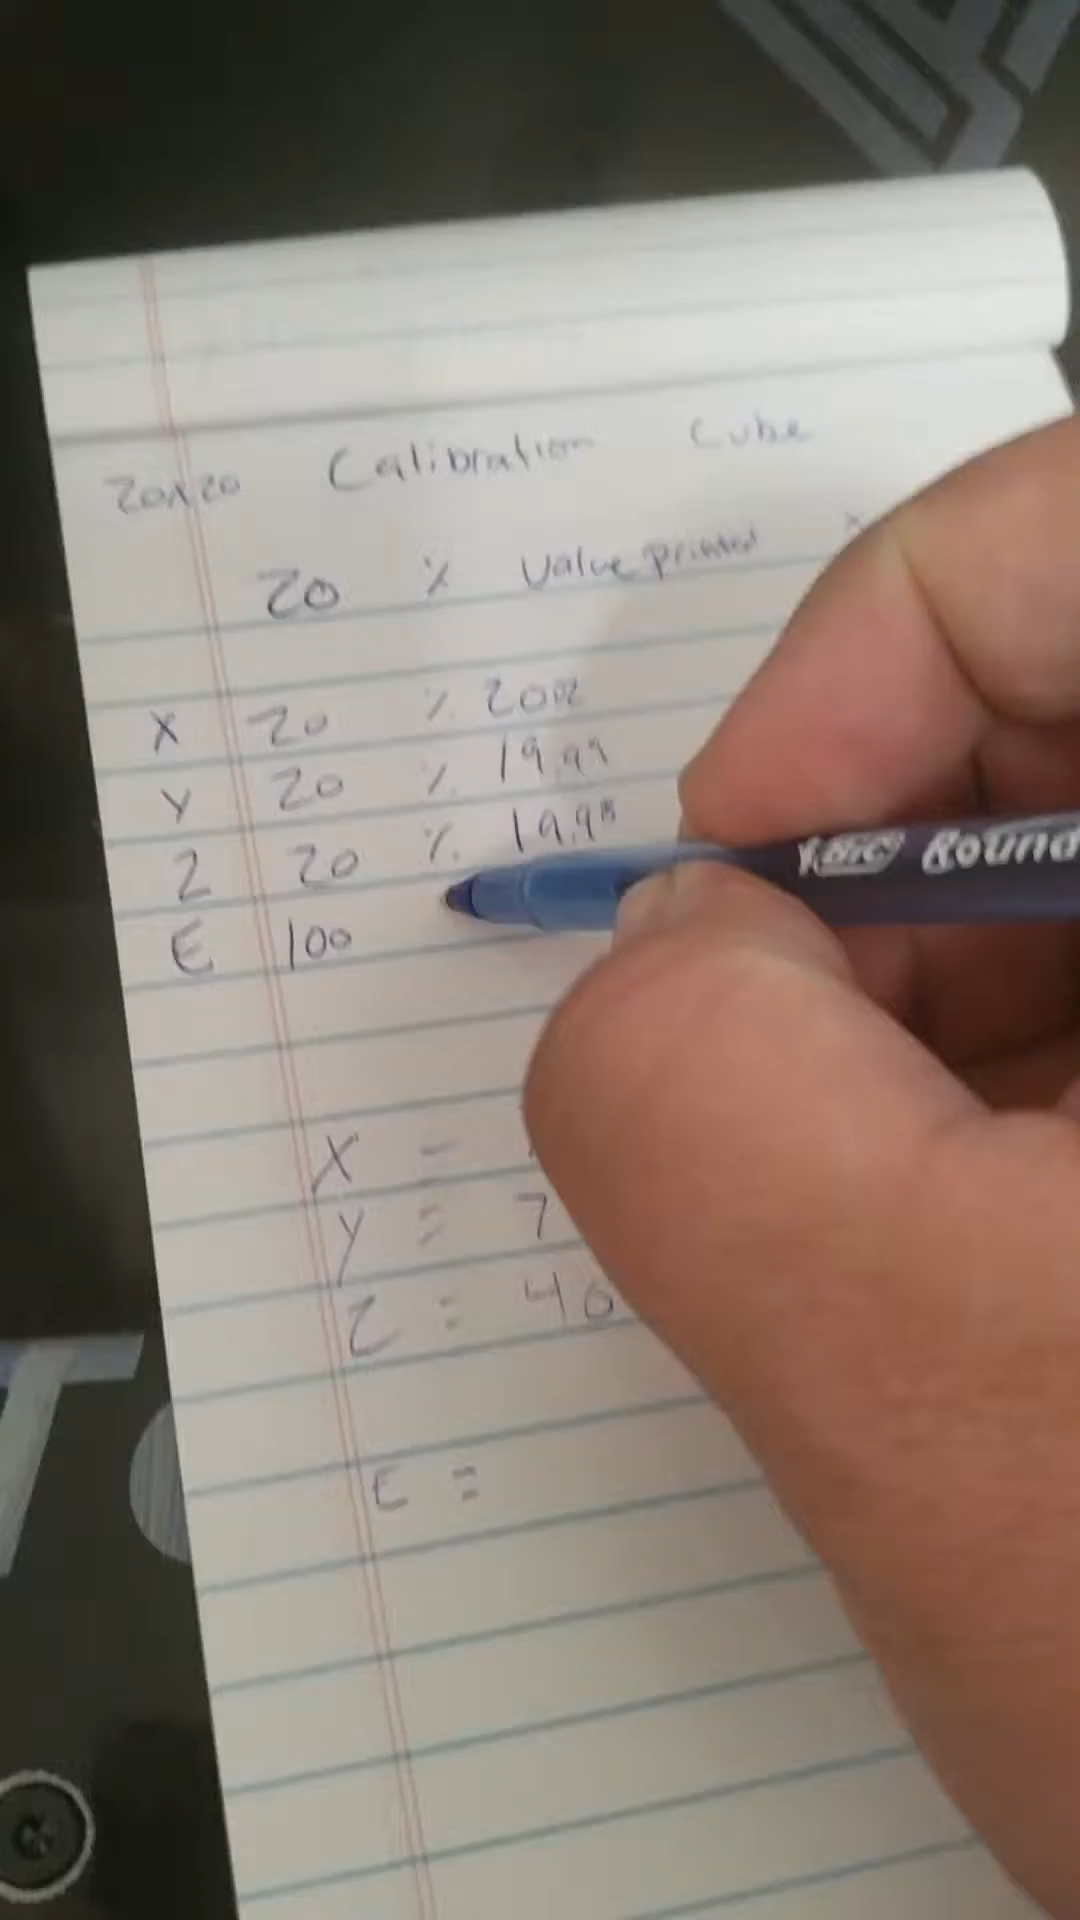 20x20 Calibration Cube
20 % Value printed x
X 20 % 20.02
Y 20 % 19.99
Z 20 %. 19.98
BIC Round
E 100
X =
Y = 7
Z = 40
E =